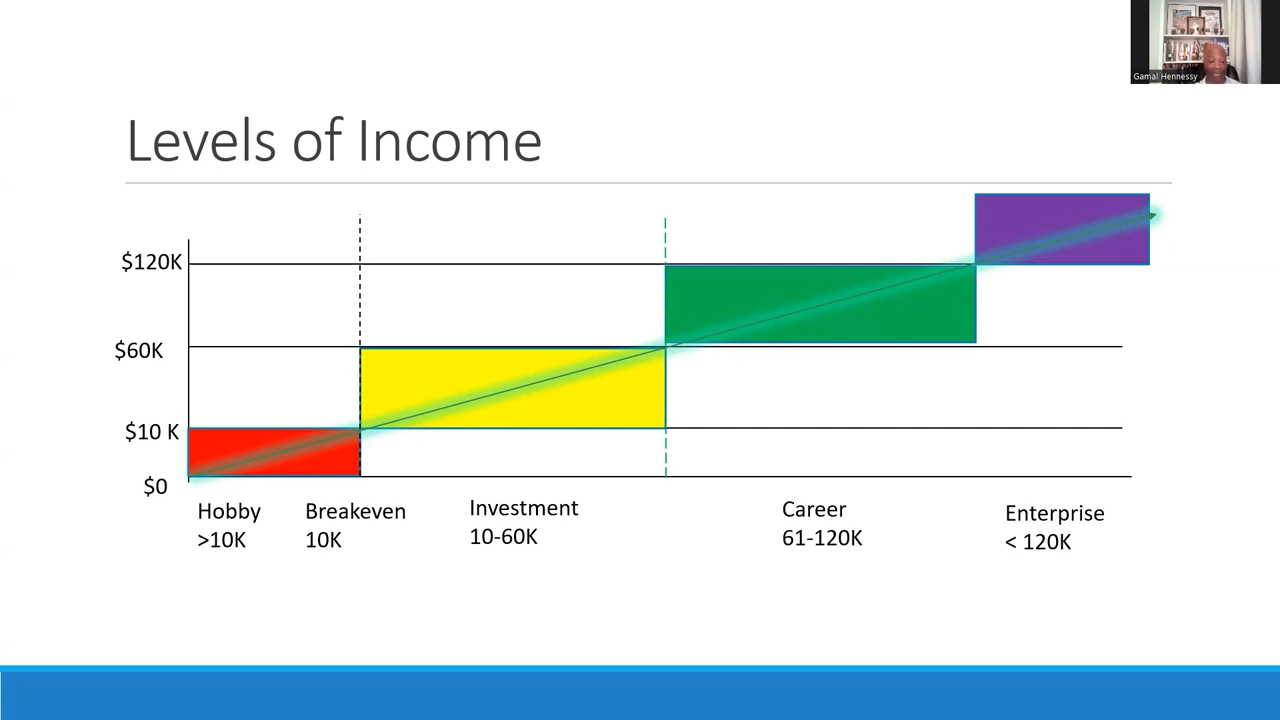 Gamal Hennessy
Levels of Income
$120K
$60K
$10 K
$0
Hobby
>10K
Breakeven
10K
Investment
10-60K
Career
61-120K
Enterprise
< 120K